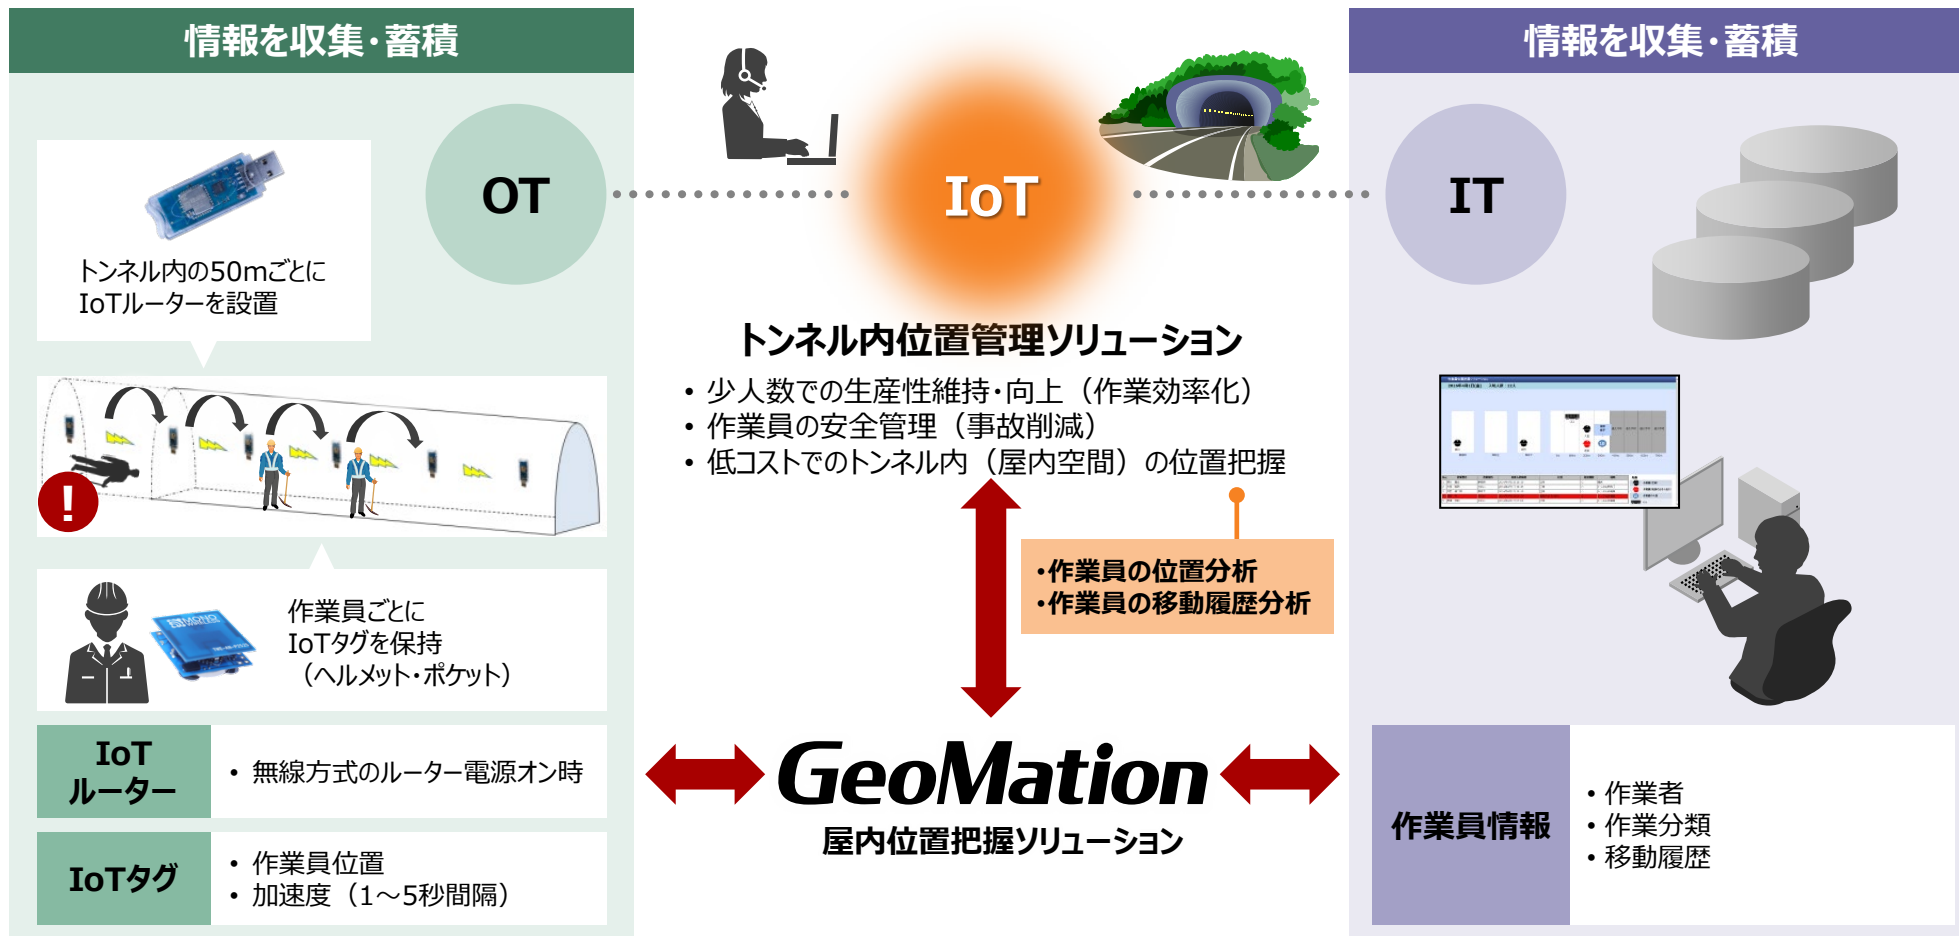 情報を収集・蓄積
OT
トンネル内の50mごとに
IoTルーターを設置
!
作業員ごとに
IoTタグを保持
（ヘルメット・ポケット）
IoT
ルーター
• 無線方式のルーター電源オン時
IoTタグ
• 作業員位置
• 加速度（1～5秒間隔）
IoT
トンネル内位置管理ソリューション
• 少人数での生産性維持・向上（作業効率化）
• 作業員の安全管理（事故削減）
• 低コストでのトンネル内（屋内空間）の位置把握
・作業員の位置分析
・作業員の移動履歴分析
GeoMation
屋内位置把握ソリューション
情報を収集・蓄積
IT
作業員情報
• 作業者
• 作業分類
• 移動履歴